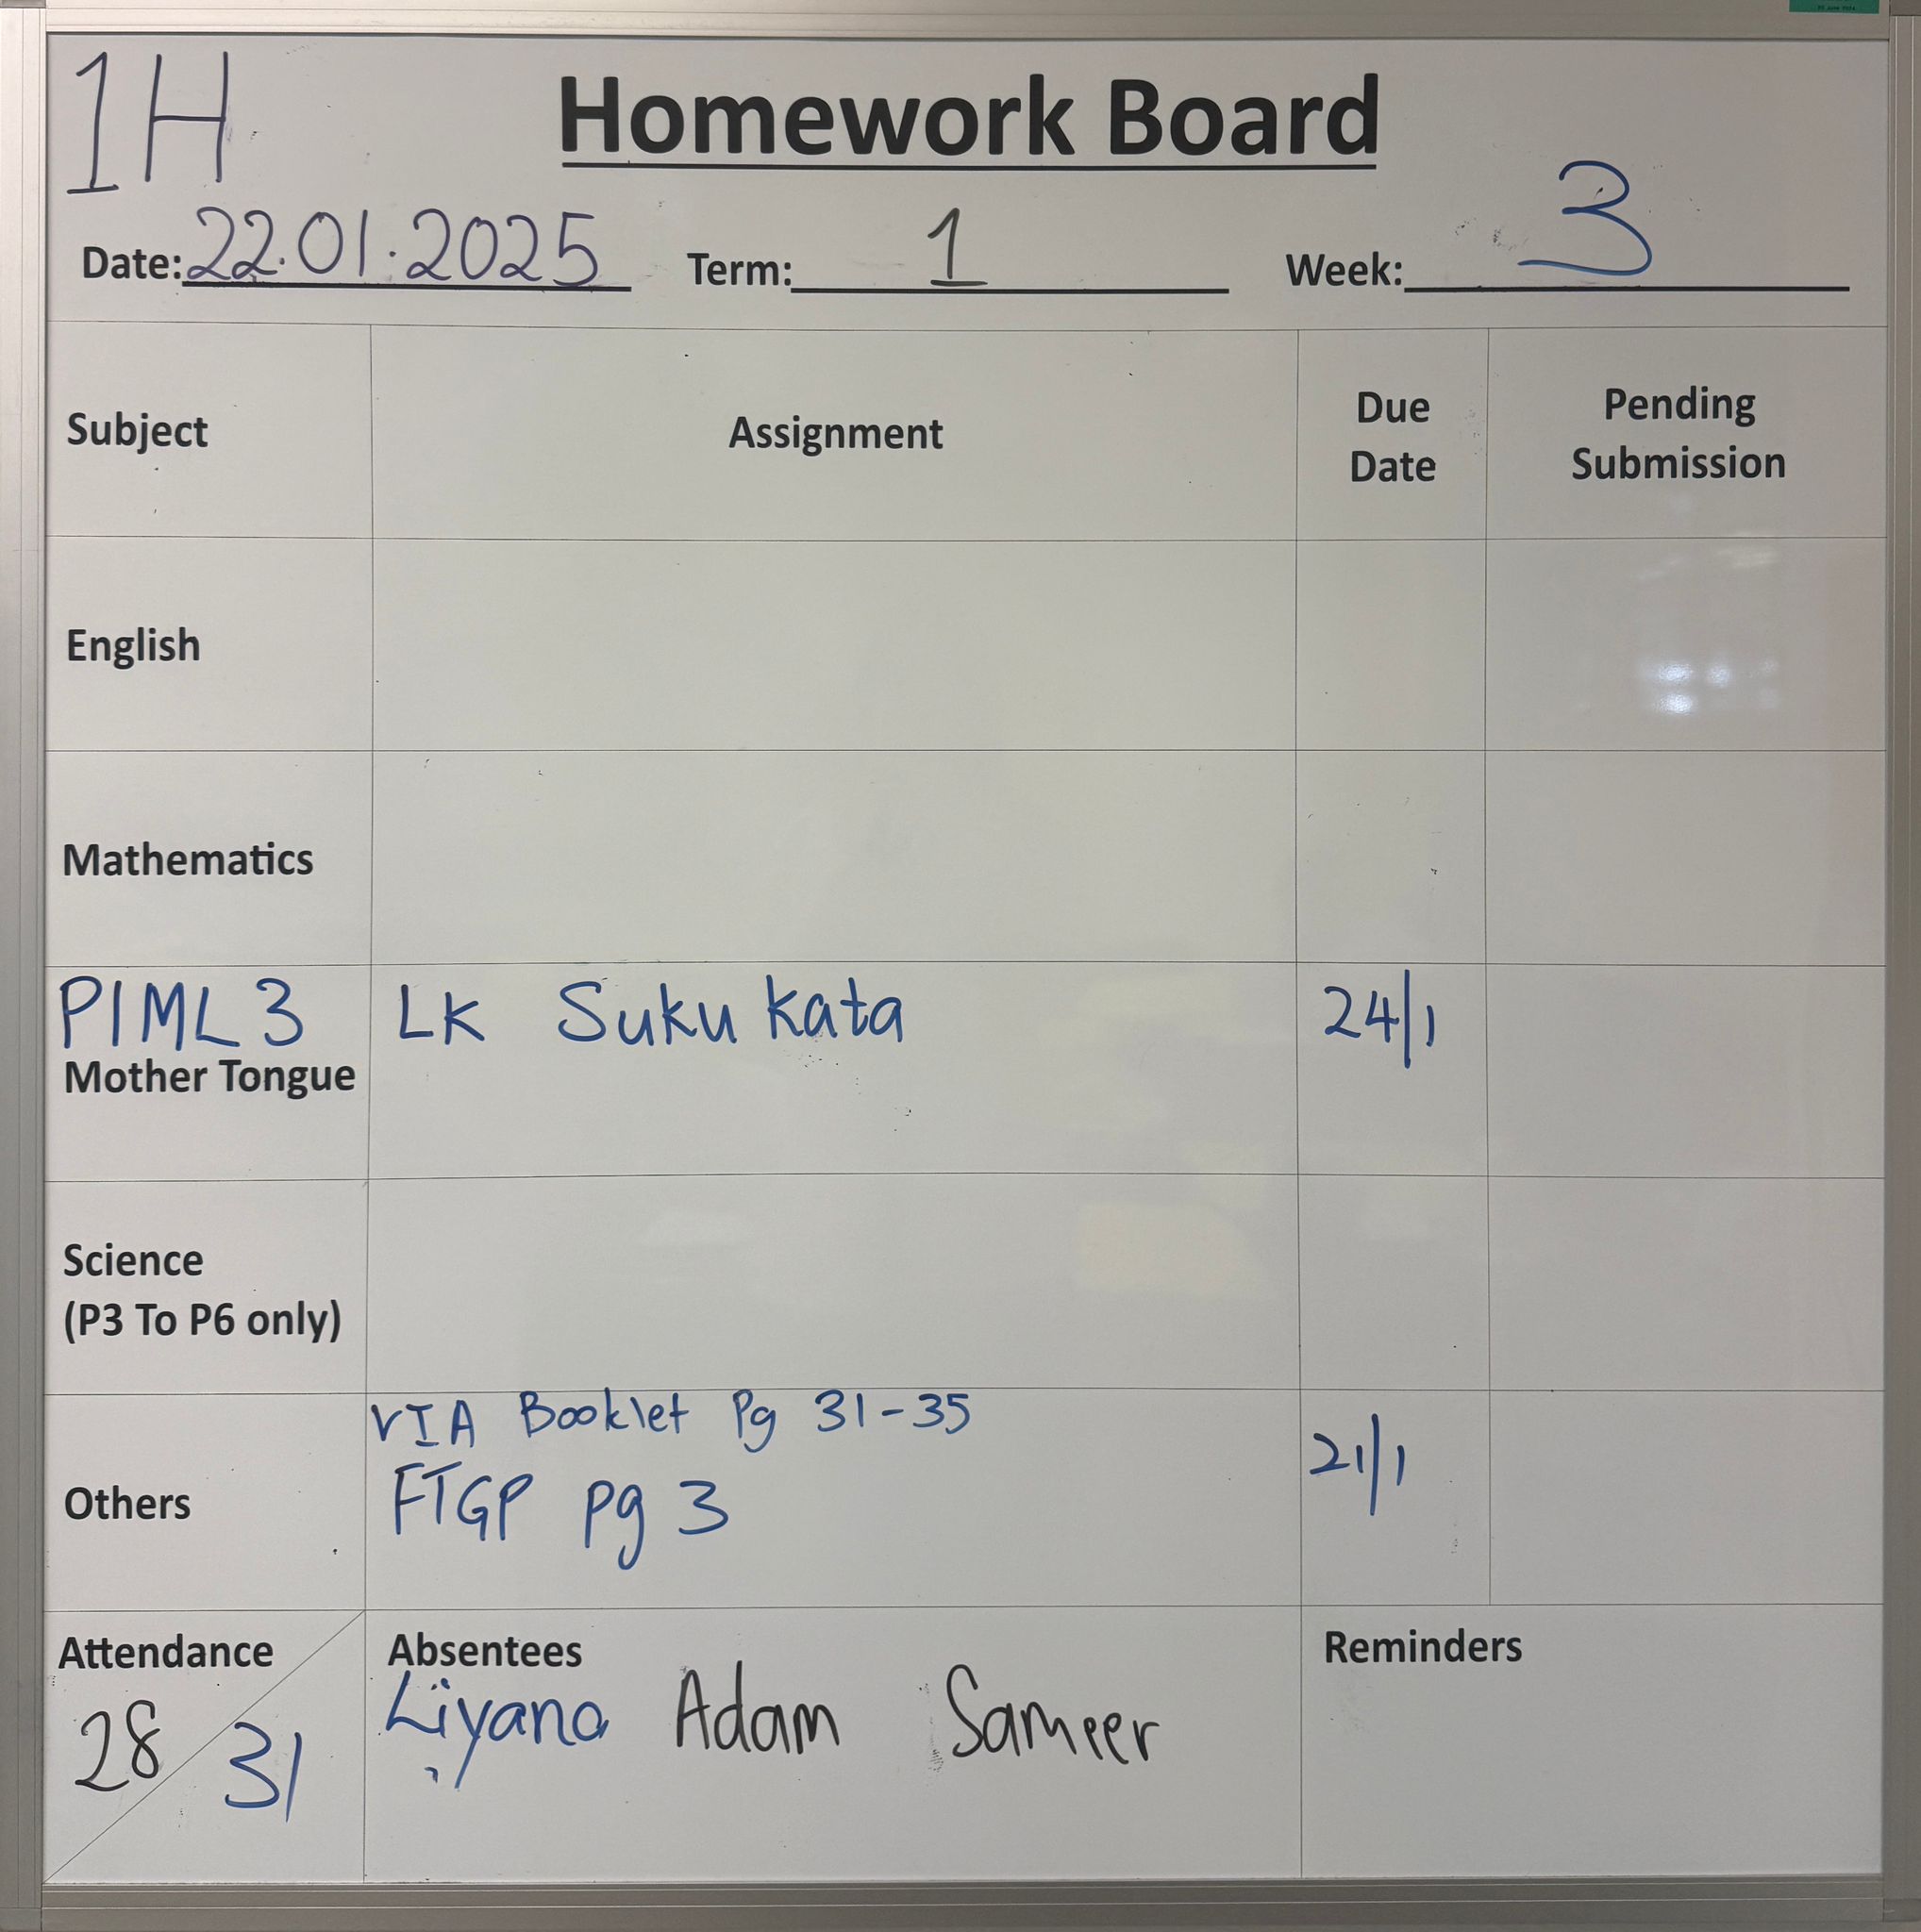 1H
Homework Board
Date: 22.01.2025 Term: 1 Week: 3
Subject Assignment Due Date Pending Submission
English
Mathematics
P1ML3 LK Suku kata 24/1
Mother Tongue
Science
(P3 To P6 only)
VIA Booklet Pg 31-35
Others FTGP pg 3 21/1
Attendance Absentees Reminders
28/31 Liyana Adam Sameer